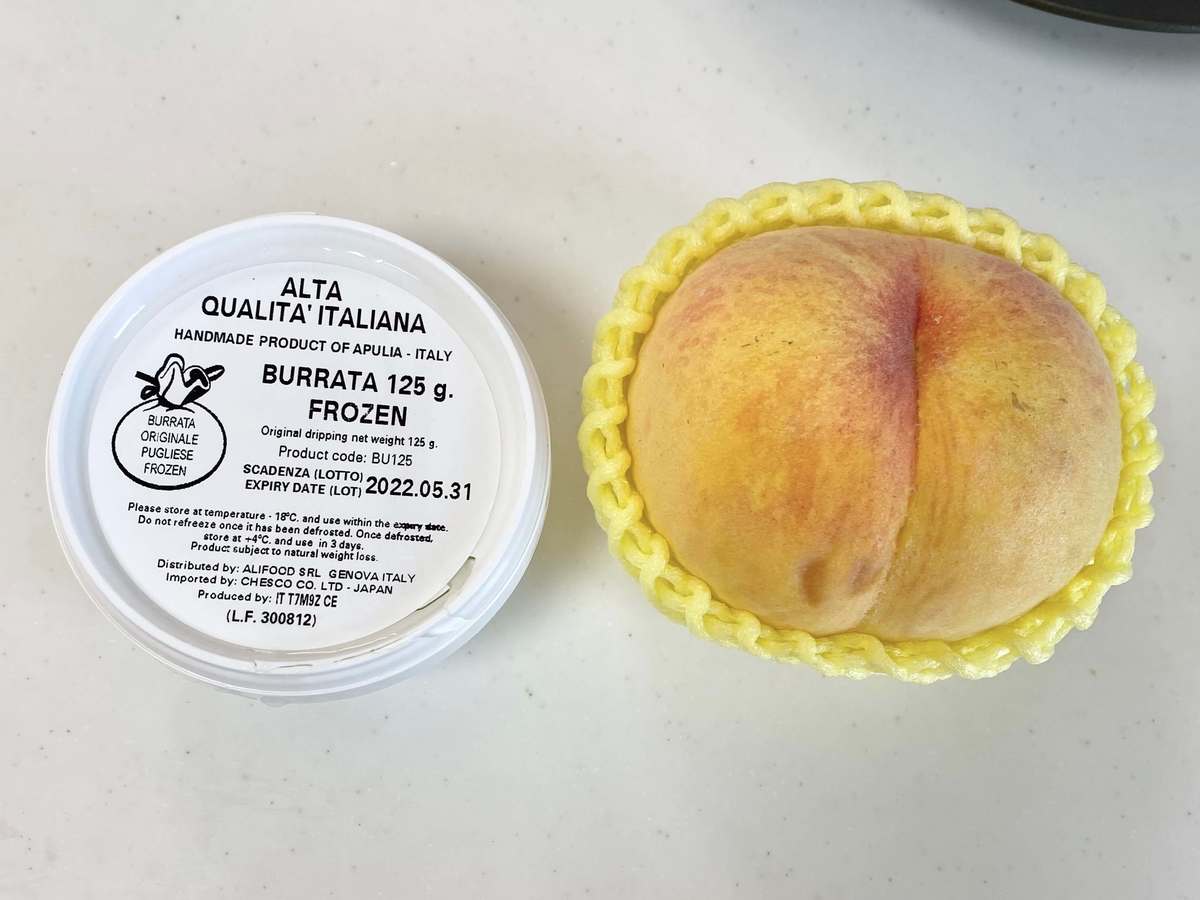 ALTA
QUALITA' ITALIANA
HANDMADE PRODUCT OF APULIA - ITALY
BURRATA 125 g.
FROZEN
Original dripping net weight 125 g.
Product code: BU125
SCADENZA (LOTTO)
EXPIRY DATE (LOT) 2022.05.31
BURRATA
ORIGINALE
PUGLIESE
FROZEN
Please store at temperature - 18°C. and use within the expiry date.
Do not refreeze once it has been defrosted. Once defrosted,
store at +4°C. and use in 3 days.
Product subject to natural weight loss.
Distributed by: ALIFOOD SRL GENOVA ITALY
Imported by: CHESCO CO. LTD - JAPAN
Produced by: IT T7M9Z CE
(L.F. 300812)